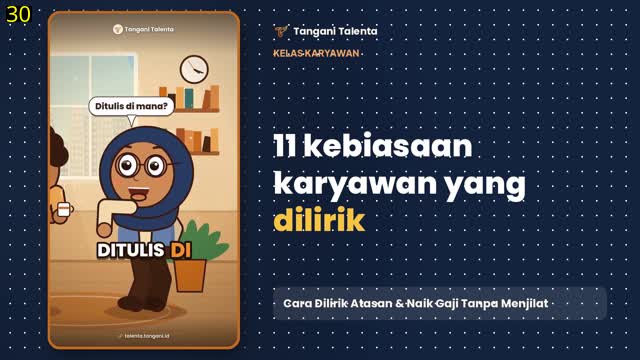 30
Tangani Talenta
Ditulis di mana?
DITULIS DI
talenta.tangani.id
Tangani Talenta
KELAS KARYAWAN
11 kebiasaan
karyawan yang
dilirik
Cara Dilirik Atasan & Naik Gaji Tanpa Menjilat